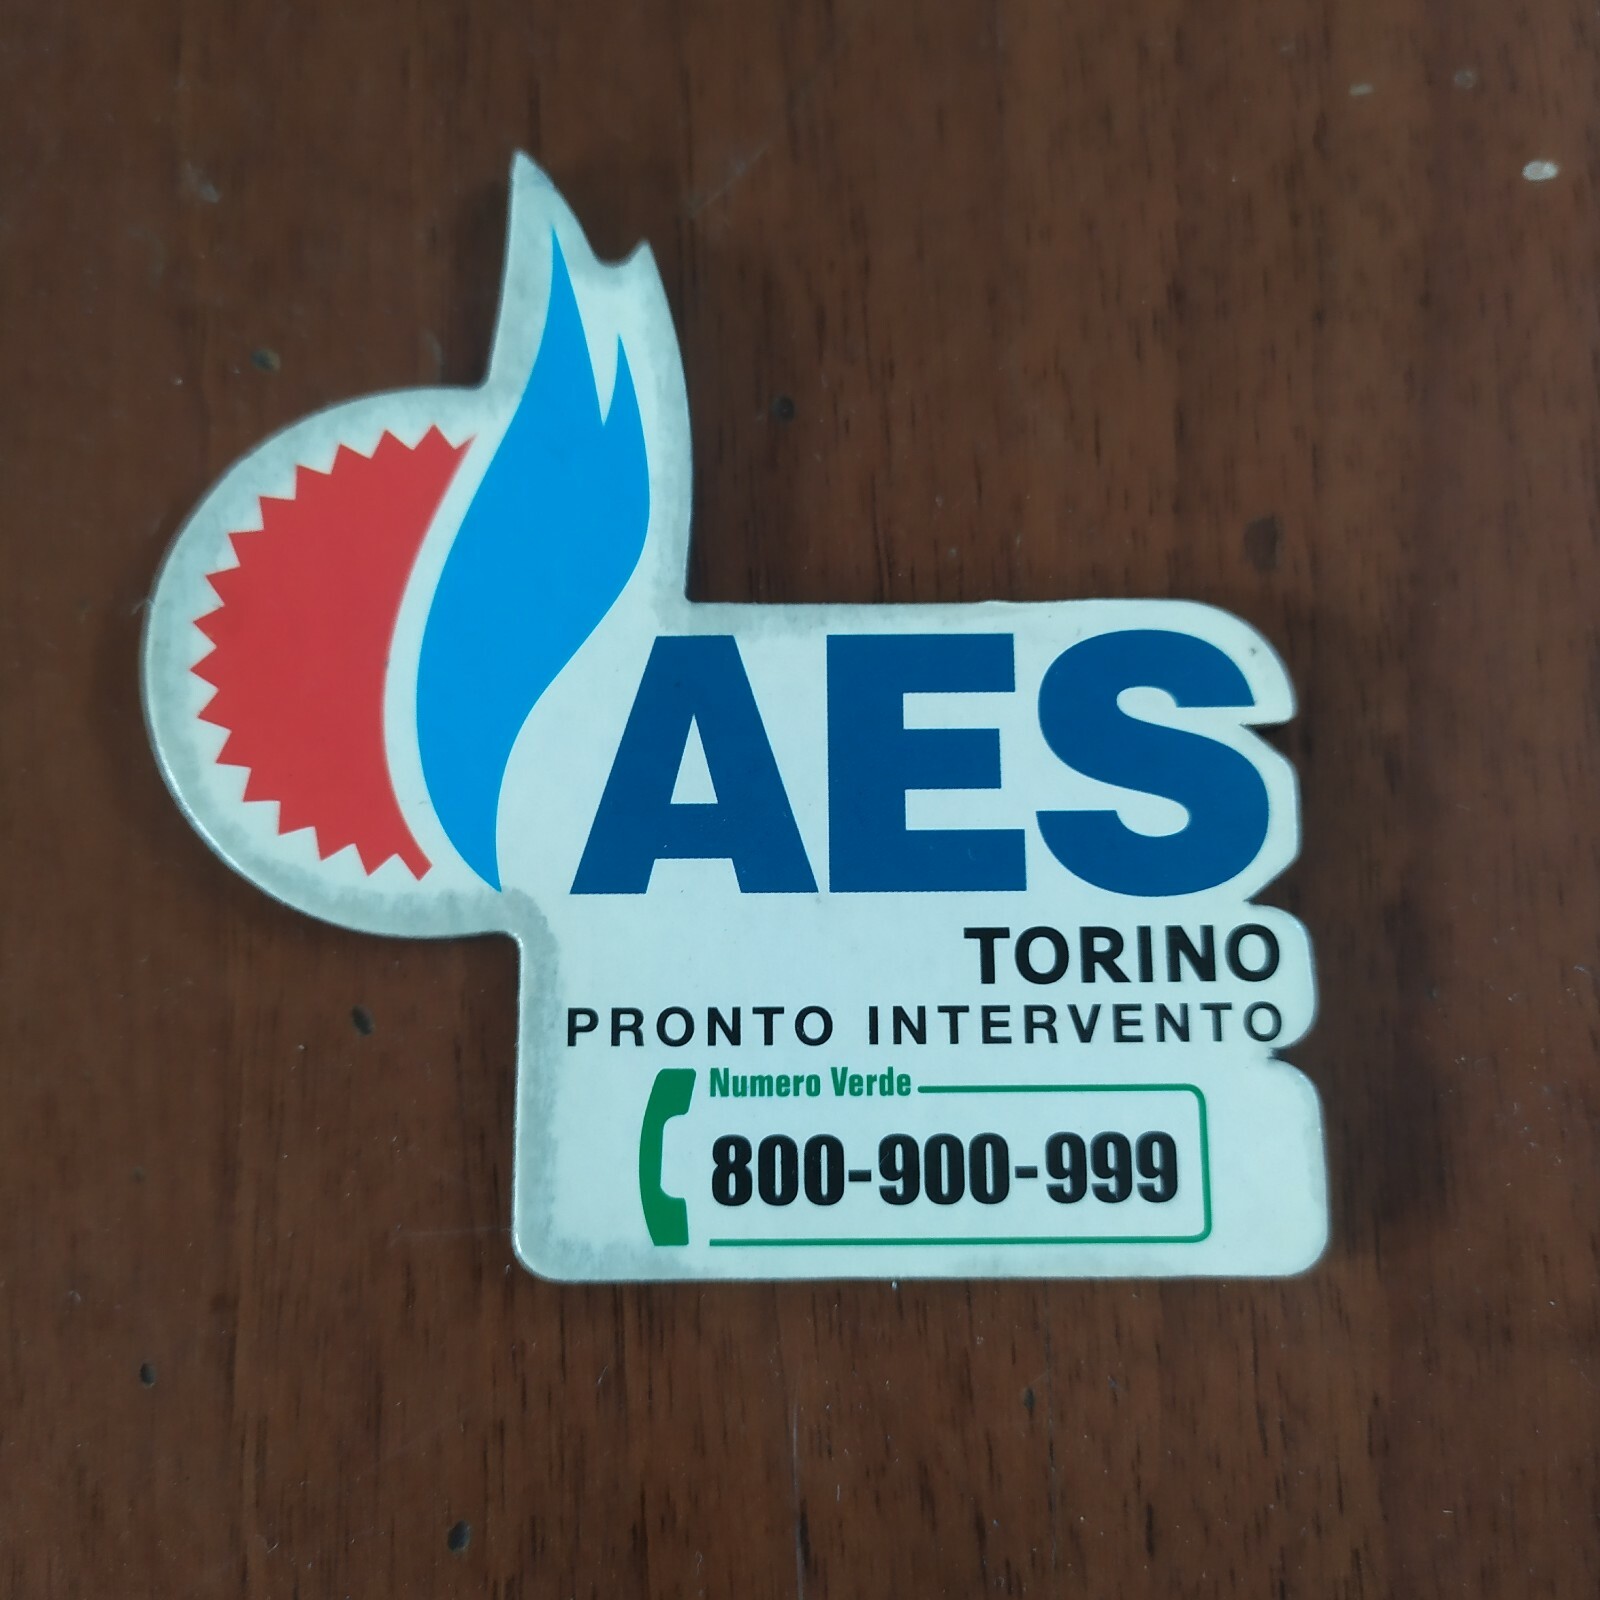 AES
TORINO
PRONTO INTERVENTO
Numero Verde
800-900-999